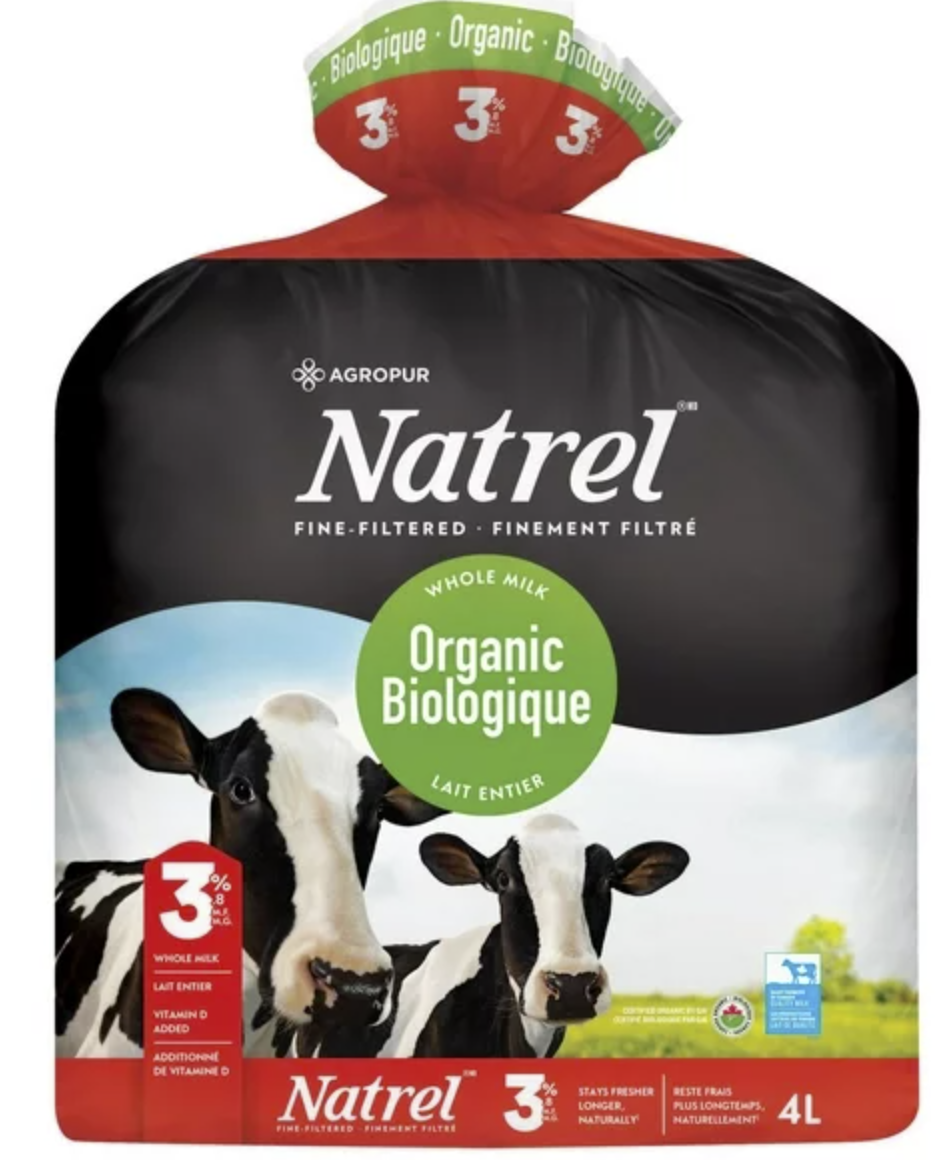 Biologique · Organic · Biologique ·
3% 3% 3%
AGROPUR
Natrel
FINE-FILTERED · FINEMENT FILTRÉ
WHOLE MILK
Organic
Biologique
LAIT ENTIER
3%
.8
M.F.
M.G.
WHOLE MILK
LAIT ENTIER
VITAMIN D
ADDED
ADDITIONNÉ
DE VITAMINE D
Natrel
FINE-FILTERED · FINEMENT FILTRÉ
3%
.8
M.F.
M.G.
STAYS FRESHER
LONGER,
NATURALLY
RESTE FRAIS
PLUS LONGTEMPS,
NATURELLEMENT
4L